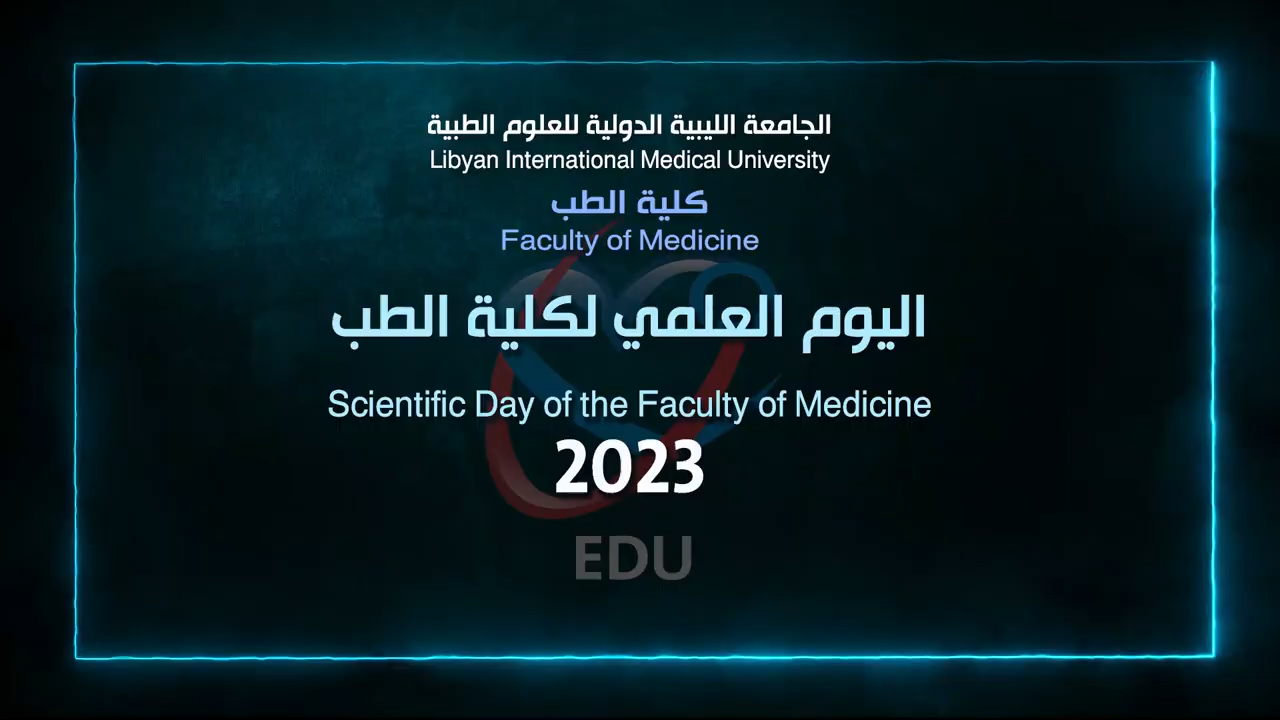 الجامعة الليبية الدولية للعلوم الطبية
Libyan International Medical University
كلية الطب
Faculty of Medicine
اليوم العلمي لكلية الطب
Scientific Day of the Faculty of Medicine
2023
EDU